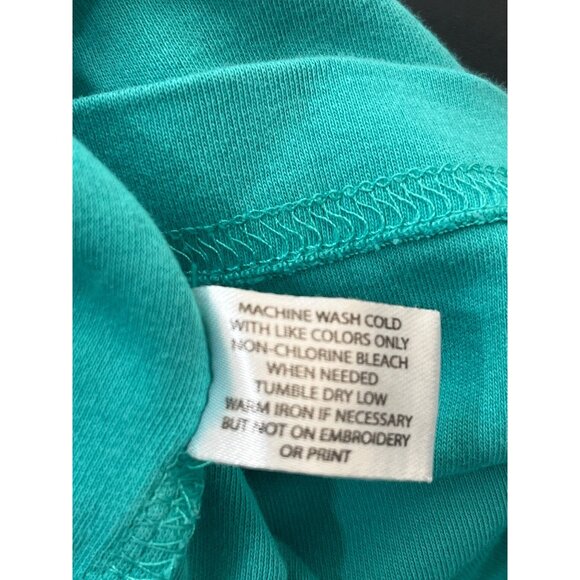 MACHINE WASH COLD
WITH LIKE COLORS ONLY
NON-CHLORINE BLEACH
WHEN NEEDED
TUMBLE DRY LOW
WARM IRON IF NECESSARY
BUT NOT ON EMBROIDERY
OR PRINT